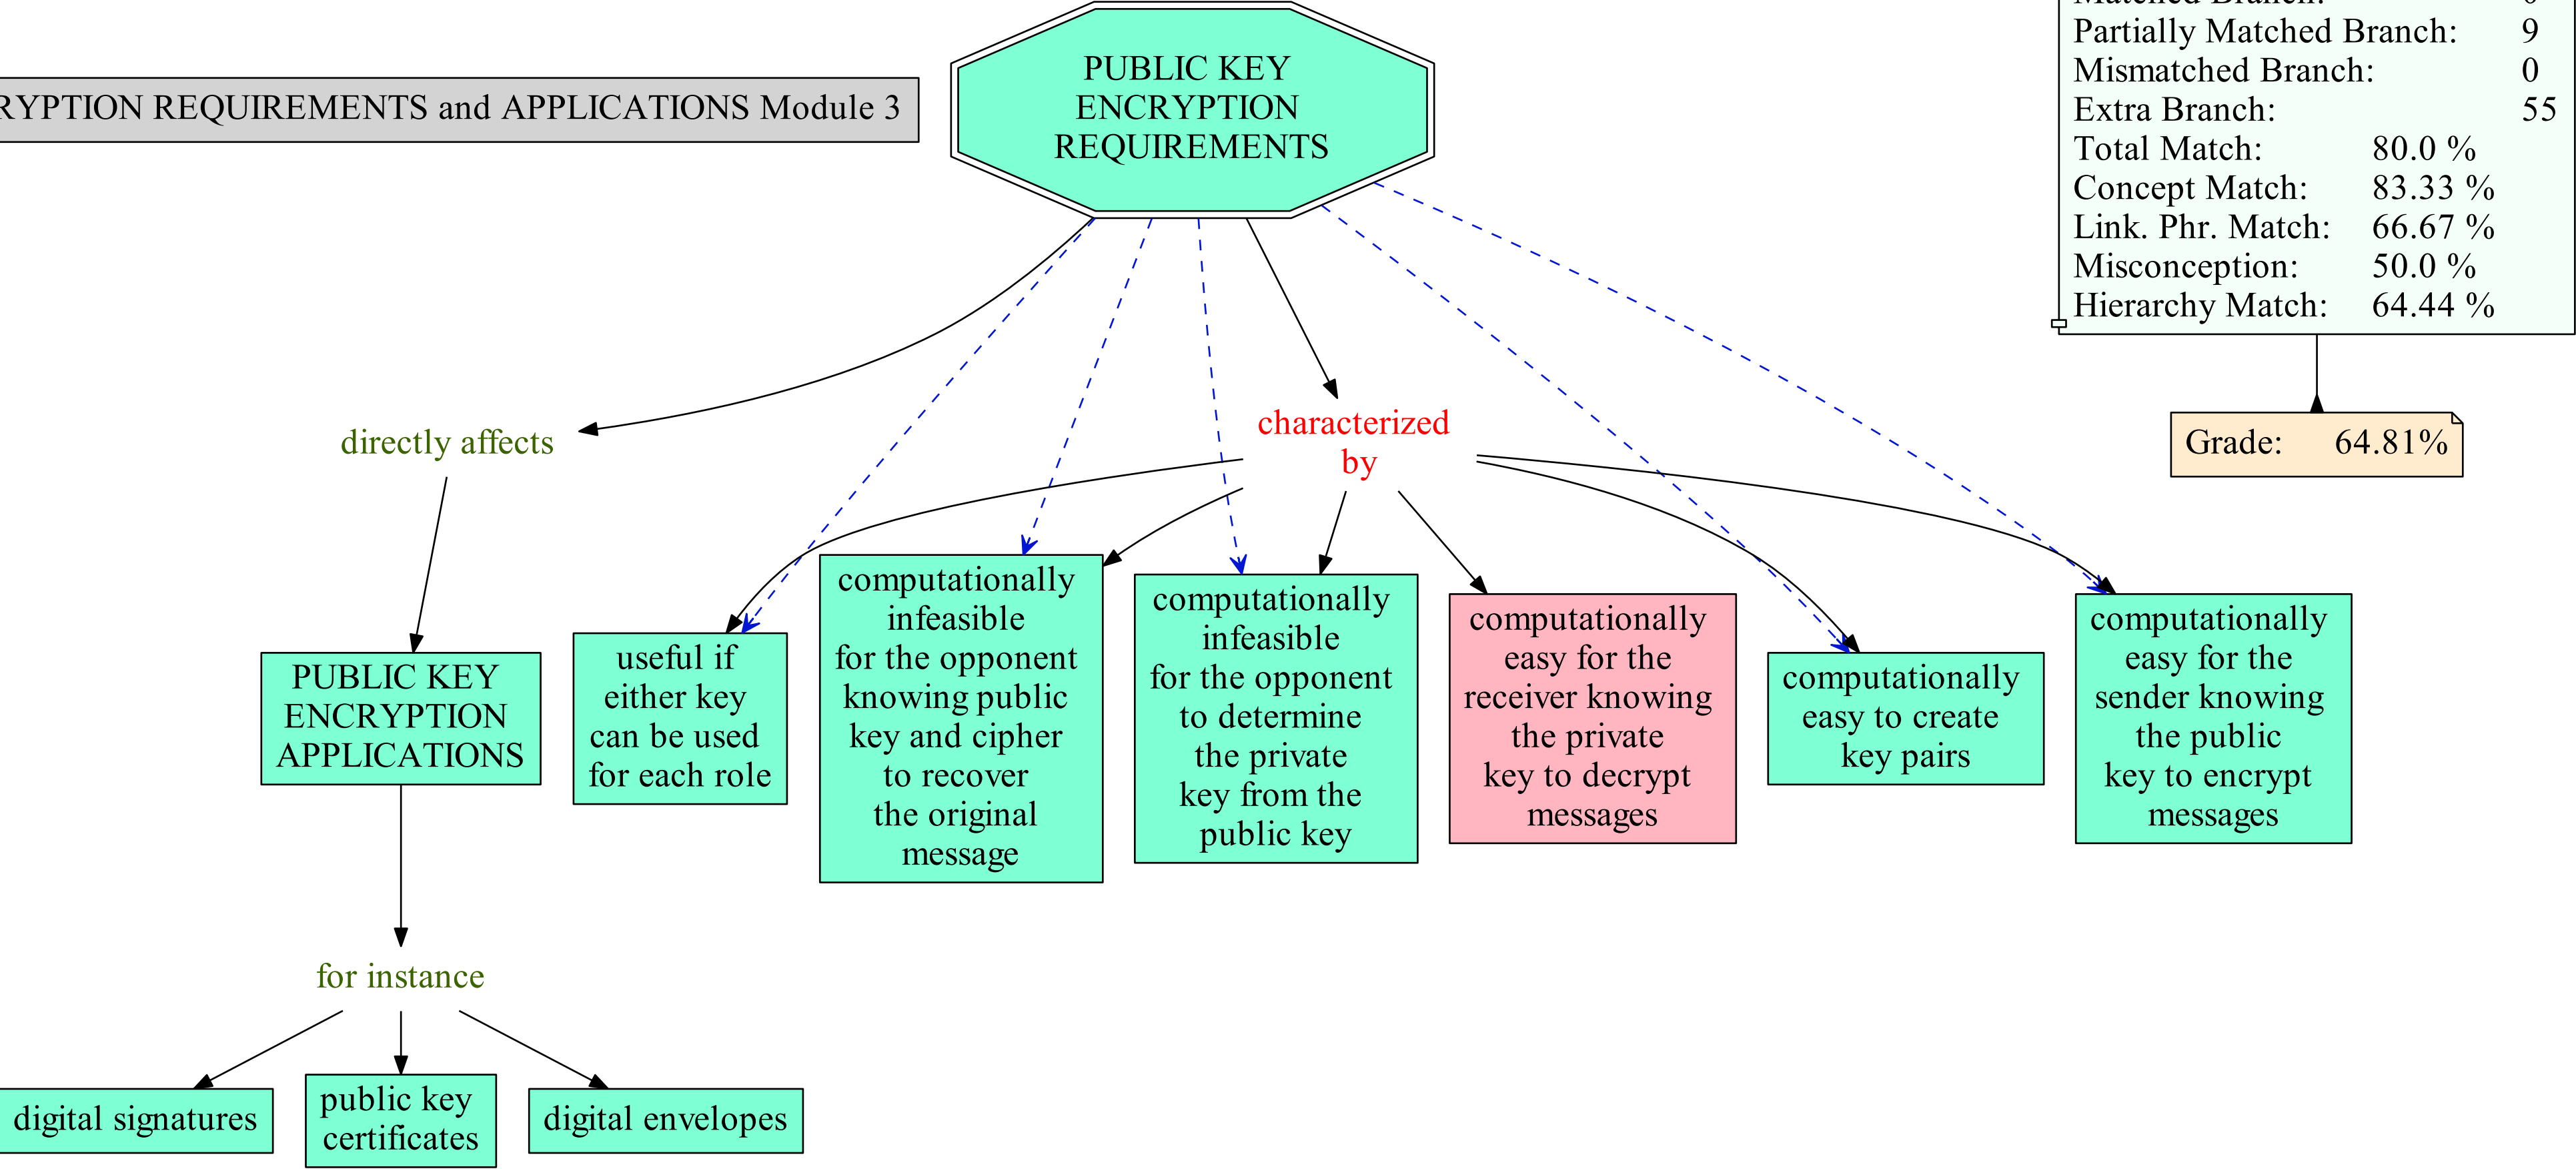 PUBLIC KEY
ENCRYPTION
REQUIREMENTS
RYPTION REQUIREMENTS and APPLICATIONS Module 3
Partially Matched Branch: 9
Mismatched Branch: 0
Extra Branch: 55
Total Match: 80.0 %
Concept Match: 83.33 %
Link. Phr. Match: 66.67 %
Misconception: 50.0 %
Hierarchy Match: 64.44 %
Grade: 64.81%
directly affects
characterized
by
PUBLIC KEY
ENCRYPTION
APPLICATIONS
useful if
either key
can be used
for each role
computationally
infeasible
for the opponent
knowing public
key and cipher
to recover
the original
message
computationally
infeasible
for the opponent
to determine
the private
key from the
public key
computationally
easy for the
receiver knowing
the private
key to decrypt
messages
computationally
easy to create
key pairs
computationally
easy for the
sender knowing
the public
key to encrypt
messages
for instance
digital signatures
public key
certificates
digital envelopes